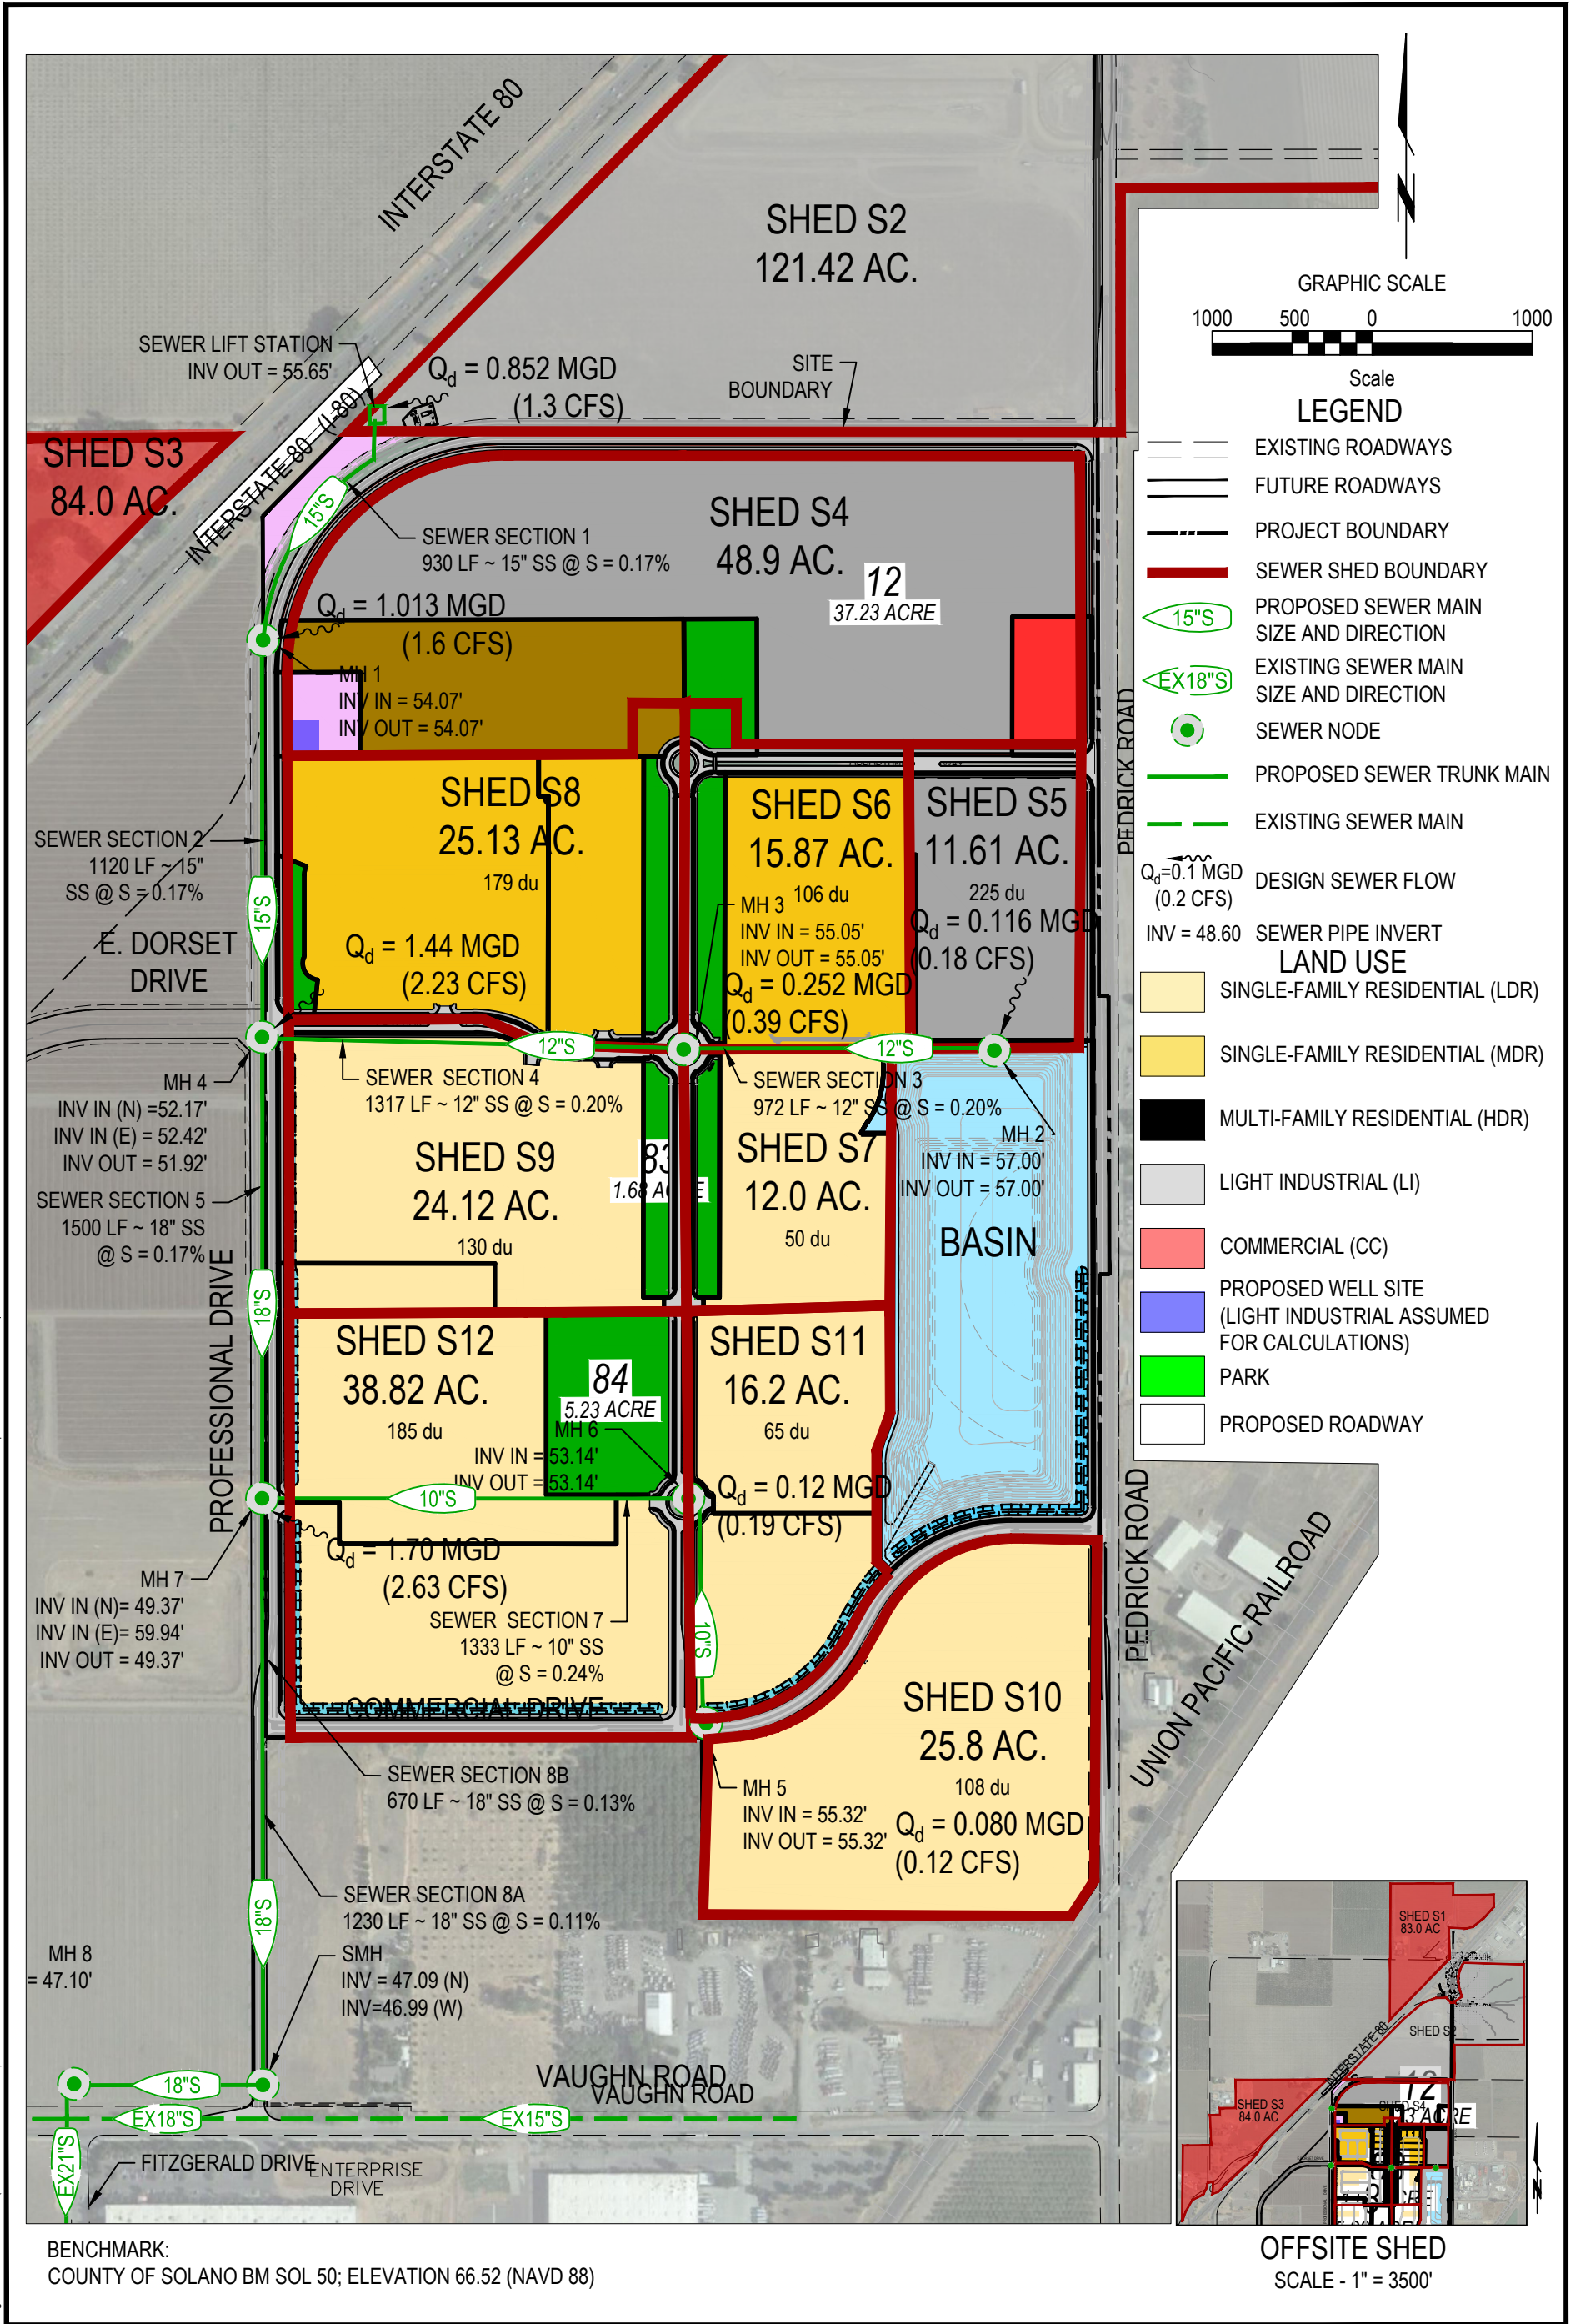 INTERSTATE 80
SHED S2
121.42 AC.
SEWER LIFT STATION
INV OUT = 55.65'
Qd = 0.852 MGD
(1.3 CFS)
SITE
BOUNDARY
INTERSTATE 80 (I-80)
SHED S3
84.0 AC.
15"S
SEWER SECTION 1
930 LF ~ 15" SS @ S = 0.17%
SHED S4
48.9 AC.
12
37.23 ACRE
Qd = 1.013 MGD
(1.6 CFS)
MH 1
INV IN = 54.07'
INV OUT = 54.07'
PEDRICK ROAD
SHED S8
25.13 AC.
179 du
SHED S6
15.87 AC.
106 du
SHED S5
11.61 AC.
225 du
SEWER SECTION 2
1120 LF ~ 15"
SS @ S = 0.17%
15"S
MH 3
INV IN = 55.05'
INV OUT = 55.05'
Qd = 0.116 MGD
(0.18 CFS)
E. DORSET
DRIVE
Qd = 1.44 MGD
(2.23 CFS)
Qd = 0.252 MGD
(0.39 CFS)
12"S
12"S
MH 4
INV IN (N) =52.17'
INV IN (E) = 52.42'
INV OUT = 51.92'
SEWER SECTION 4
1317 LF ~ 12" SS @ S = 0.20%
SEWER SECTION 3
972 LF ~ 12" SS @ S = 0.20%
MH 2
INV IN = 57.00'
INV OUT = 57.00'
SEWER SECTION 5
1500 LF ~ 18" SS
@ S = 0.17%
SHED S9
24.12 AC.
130 du
83
1.68 ACRE
SHED S7
12.0 AC.
50 du
BASIN
18"S
PROFESSIONAL DRIVE
SHED S12
38.82 AC.
185 du
84
5.23 ACRE
SHED S11
16.2 AC.
65 du
MH 6
INV IN = 53.14'
INV OUT = 53.14'
10"S
Qd = 0.12 MGD
(0.19 CFS)
Qd = 1.70 MGD
(2.63 CFS)
MH 7
INV IN (N)= 49.37'
INV IN (E)= 59.94'
INV OUT = 49.37'
SEWER SECTION 7
1333 LF ~ 10" SS
@ S = 0.24%
10"S
PEDRICK ROAD
UNION PACIFIC RAILROAD
COMMERCIAL DRIVE
SHED S10
25.8 AC.
108 du
Qd = 0.080 MGD
(0.12 CFS)
SEWER SECTION 8B
670 LF ~ 18" SS @ S = 0.13%
MH 5
INV IN = 55.32'
INV OUT = 55.32'
SEWER SECTION 8A
1230 LF ~ 18" SS @ S = 0.11%
18"S
MH 8
= 47.10'
SMH
INV = 47.09 (N)
INV=46.99 (W)
18"S
VAUGHN ROAD
VAUGHN ROAD
EX18"S
EX15"S
EX21"S
FITZGERALD DRIVE
ENTERPRISE
DRIVE
BENCHMARK:
COUNTY OF SOLANO BM SOL 50; ELEVATION 66.52 (NAVD 88)
N
GRAPHIC SCALE
1000 500 0 1000
Scale
LEGEND
EXISTING ROADWAYS
FUTURE ROADWAYS
PROJECT BOUNDARY
SEWER SHED BOUNDARY
15"S
PROPOSED SEWER MAIN
SIZE AND DIRECTION
EX18"S
EXISTING SEWER MAIN
SIZE AND DIRECTION
SEWER NODE
PROPOSED SEWER TRUNK MAIN
EXISTING SEWER MAIN
Qd=0.1 MGD
(0.2 CFS)
DESIGN SEWER FLOW
INV = 48.60 SEWER PIPE INVERT
LAND USE
SINGLE-FAMILY RESIDENTIAL (LDR)
SINGLE-FAMILY RESIDENTIAL (MDR)
MULTI-FAMILY RESIDENTIAL (HDR)
LIGHT INDUSTRIAL (LI)
COMMERCIAL (CC)
PROPOSED WELL SITE
(LIGHT INDUSTRIAL ASSUMED
FOR CALCULATIONS)
PARK
PROPOSED ROADWAY
SHED S1
83.0 AC
SHED S2
INTERSTATE 80
SHED S3
84.0 AC
12
SHED S4
N
OFFSITE SHED
SCALE - 1" = 3500'